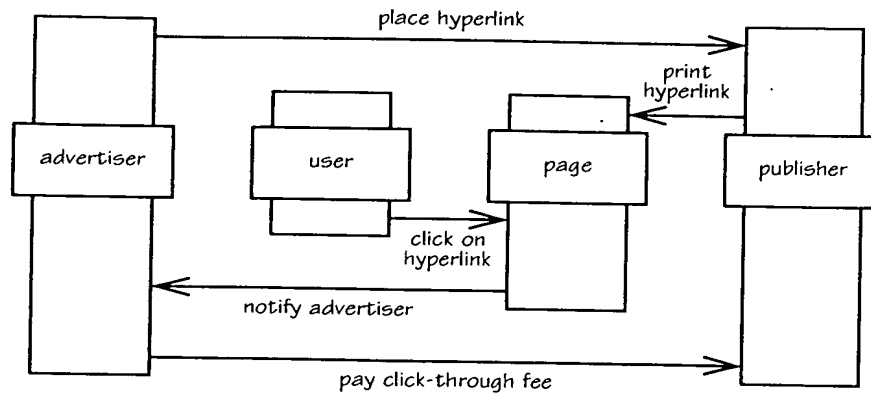 place hyperlink
print
hyperlink
advertiser
user
page
publisher
click on
hyperlink
notify advertiser
pay click-through fee